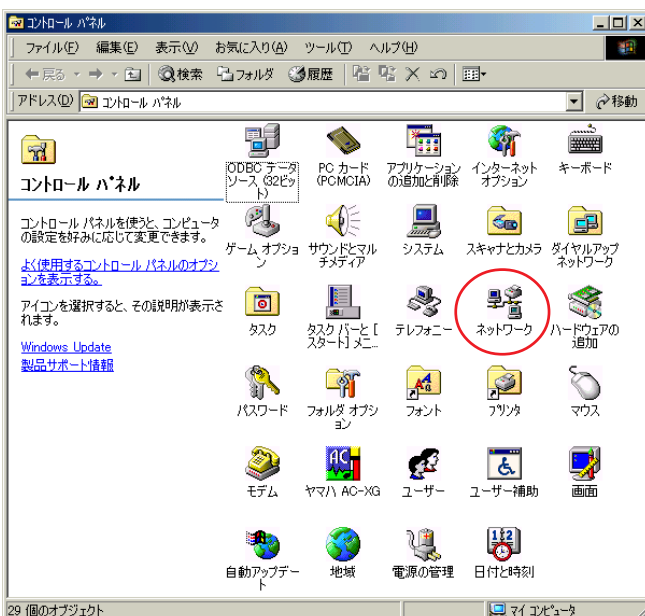 コントロール パネル
ファイル(F) 編集(E) 表示(V) お気に入り(A) ツール(T) ヘルプ(H)
戻る 検索 フォルダ 履歴
アドレス(D) コントロール パネル 移動
コントロール パネル
コントロール パネルを使うと、コンピュータ
の設定を好みに応じて変更できます。
よく使用するコントロール パネルのオプシ
ョンを表示する。
アイコンを選択すると、その説明が表示さ
れます。
Windows Update
製品サポート情報
ODBC データ
ソース (32ビッ
ト)
PC カード
(PCMCIA)
アプリケーション
の追加と削除
インターネット
オプション
キーボード
ゲーム オプショ
ン
サウンドとマル
チメディア
システム
スキャナとカメラ
ダイヤルアップ
ネットワーク
タスク
タスク バーと [
スタート] メニ...
テレフォニー
ネットワーク
ハードウェアの
追加
パスワード
フォルダ オプシ
ョン
フォント
プリンタ
マウス
モデム
ヤマハ AC-XG
ユーザー
ユーザー補助
画面
自動アップデー
ト
地域
電源の管理
日付と時刻
29 個のオブジェクト
マイ コンピュータ